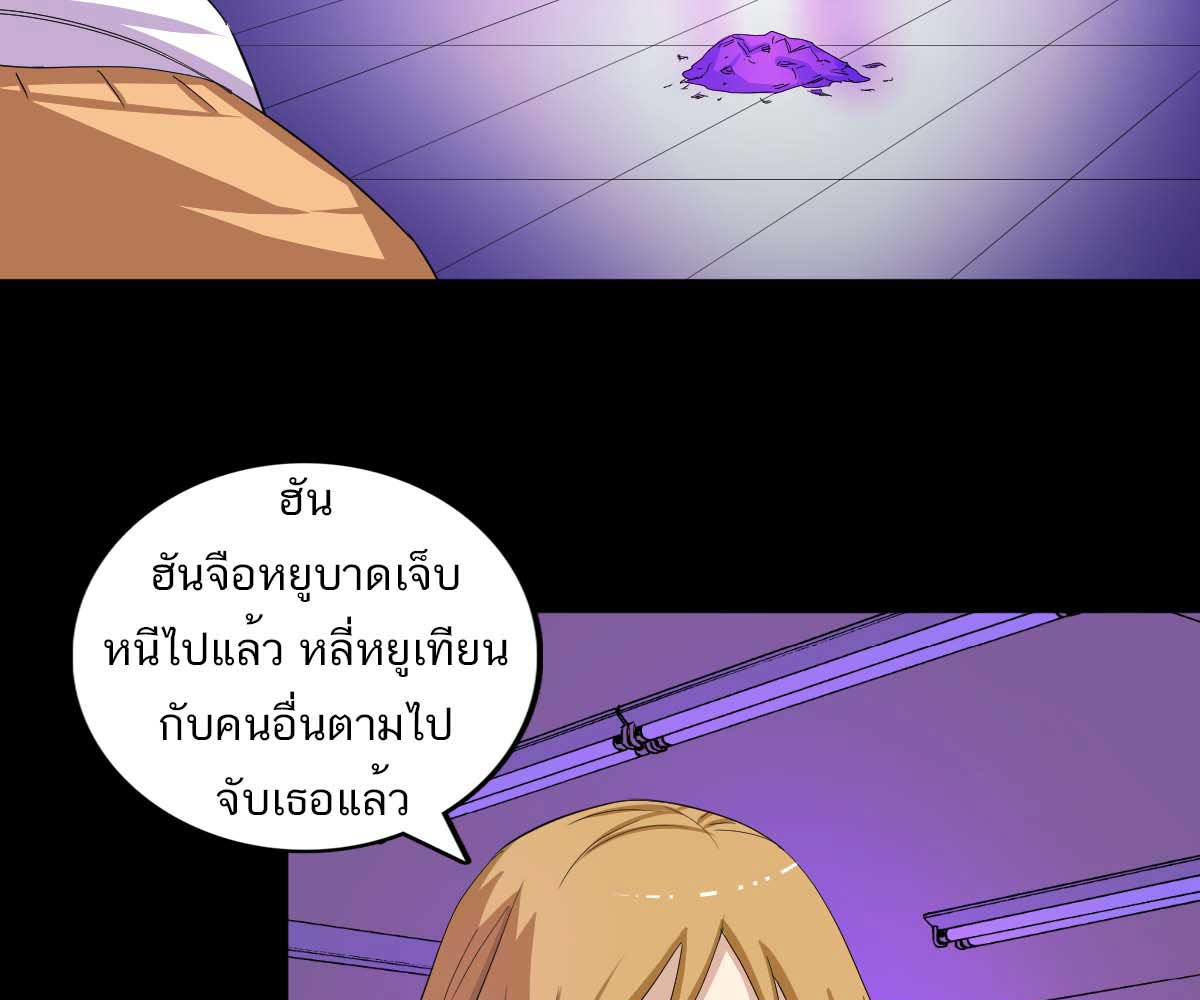 ฮัน
ฮันจือหยูบาดเจ็บ
หนีไปแล้ว หลี่หยูเทียน
กับคนอื่นตามไป
จับเธอแล้ว